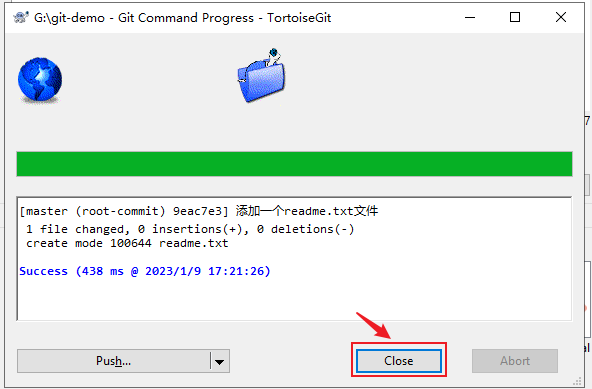 G:\git-demo - Git Command Progress - TortoiseGit
[master (root-commit) 9eac7e3] 添加一个readme.txt文件
1 file changed, 0 insertions(+), 0 deletions(-)
create mode 100644 readme.txt
Success (438 ms @ 2023/1/9 17:21:26)
Push...
Close
Abort
7
al